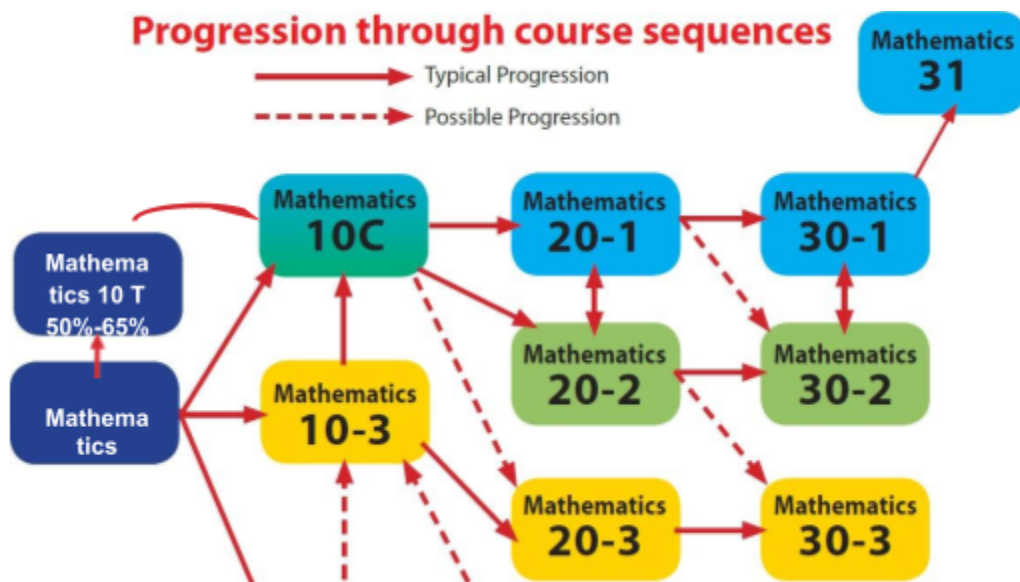 Progression through course sequences
Typical Progression
Possible Progression
Mathematics
31
Mathematics
10C
Mathematics
20-1
Mathematics
30-1
Mathema
tics 10 T
50%-65%
Mathematics
20-2
Mathematics
30-2
Mathema
tics
Mathematics
10-3
Mathematics
20-3
Mathematics
30-3